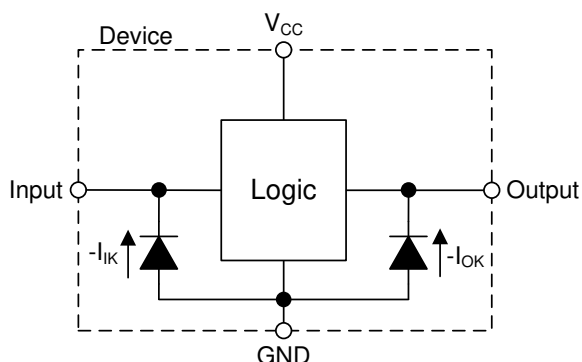 Device
V_CC
Input
Logic
Output
-I_IK
-I_OK
GND